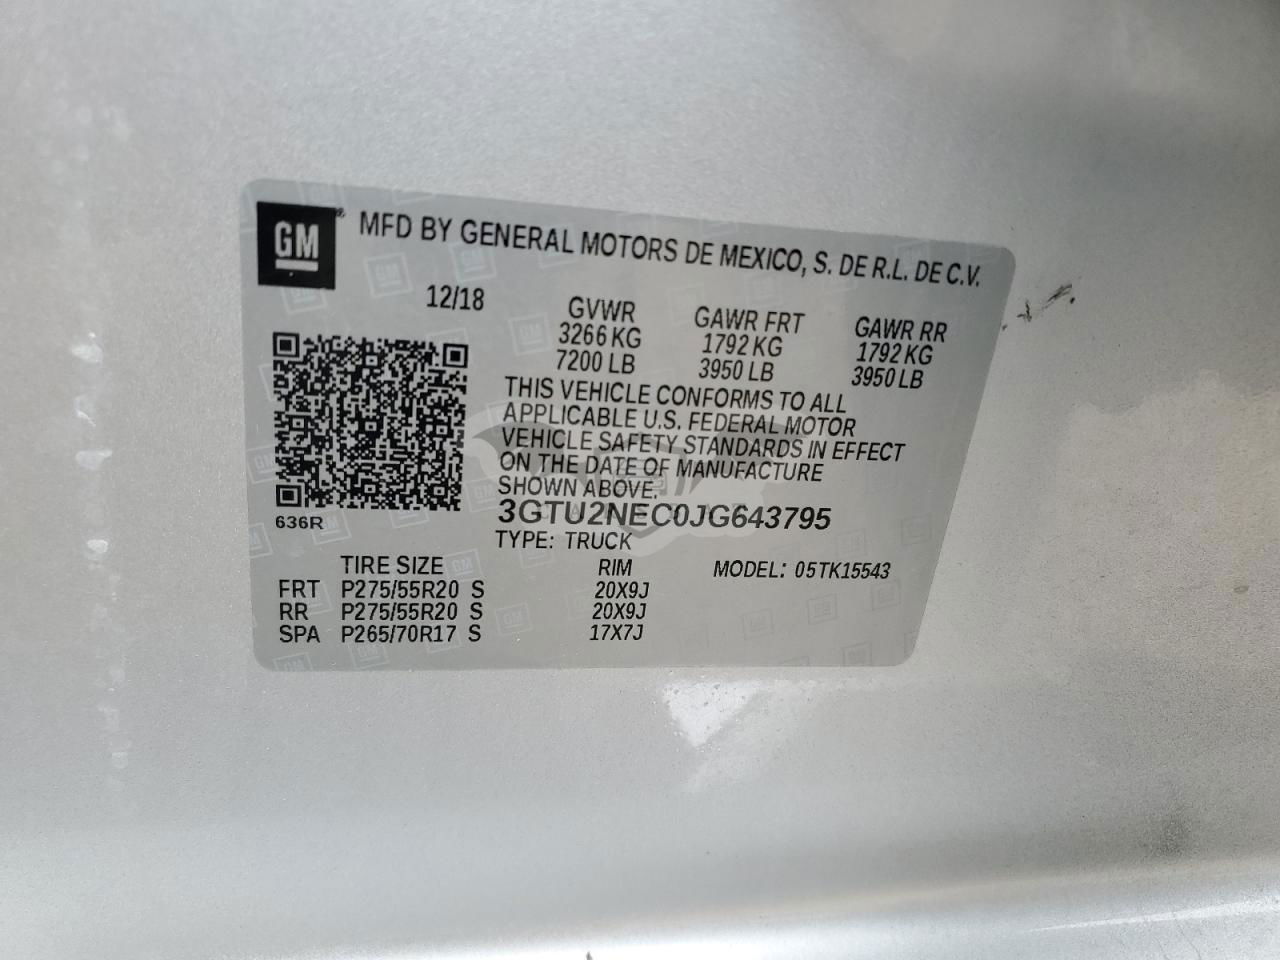 GM
MFD BY GENERAL MOTORS DE MEXICO, S. DE R.L. DE C.V.
12/18
GVWR GAWR FRT GAWR RR
3266 KG 1792 KG 1792 KG
7200 LB 3950 LB 3950 LB
THIS VEHICLE CONFORMS TO ALL
APPLICABLE U.S. FEDERAL MOTOR
VEHICLE SAFETY STANDARDS IN EFFECT
ON THE DATE OF MANUFACTURE
SHOWN ABOVE.
636R
3GTU2NEC0JG643795
TYPE: TRUCK
TIRE SIZE RIM MODEL: 05TK15543
FRT P275/55R20 S 20X9J
RR P275/55R20 S 20X9J
SPA P265/70R17 S 17X7J